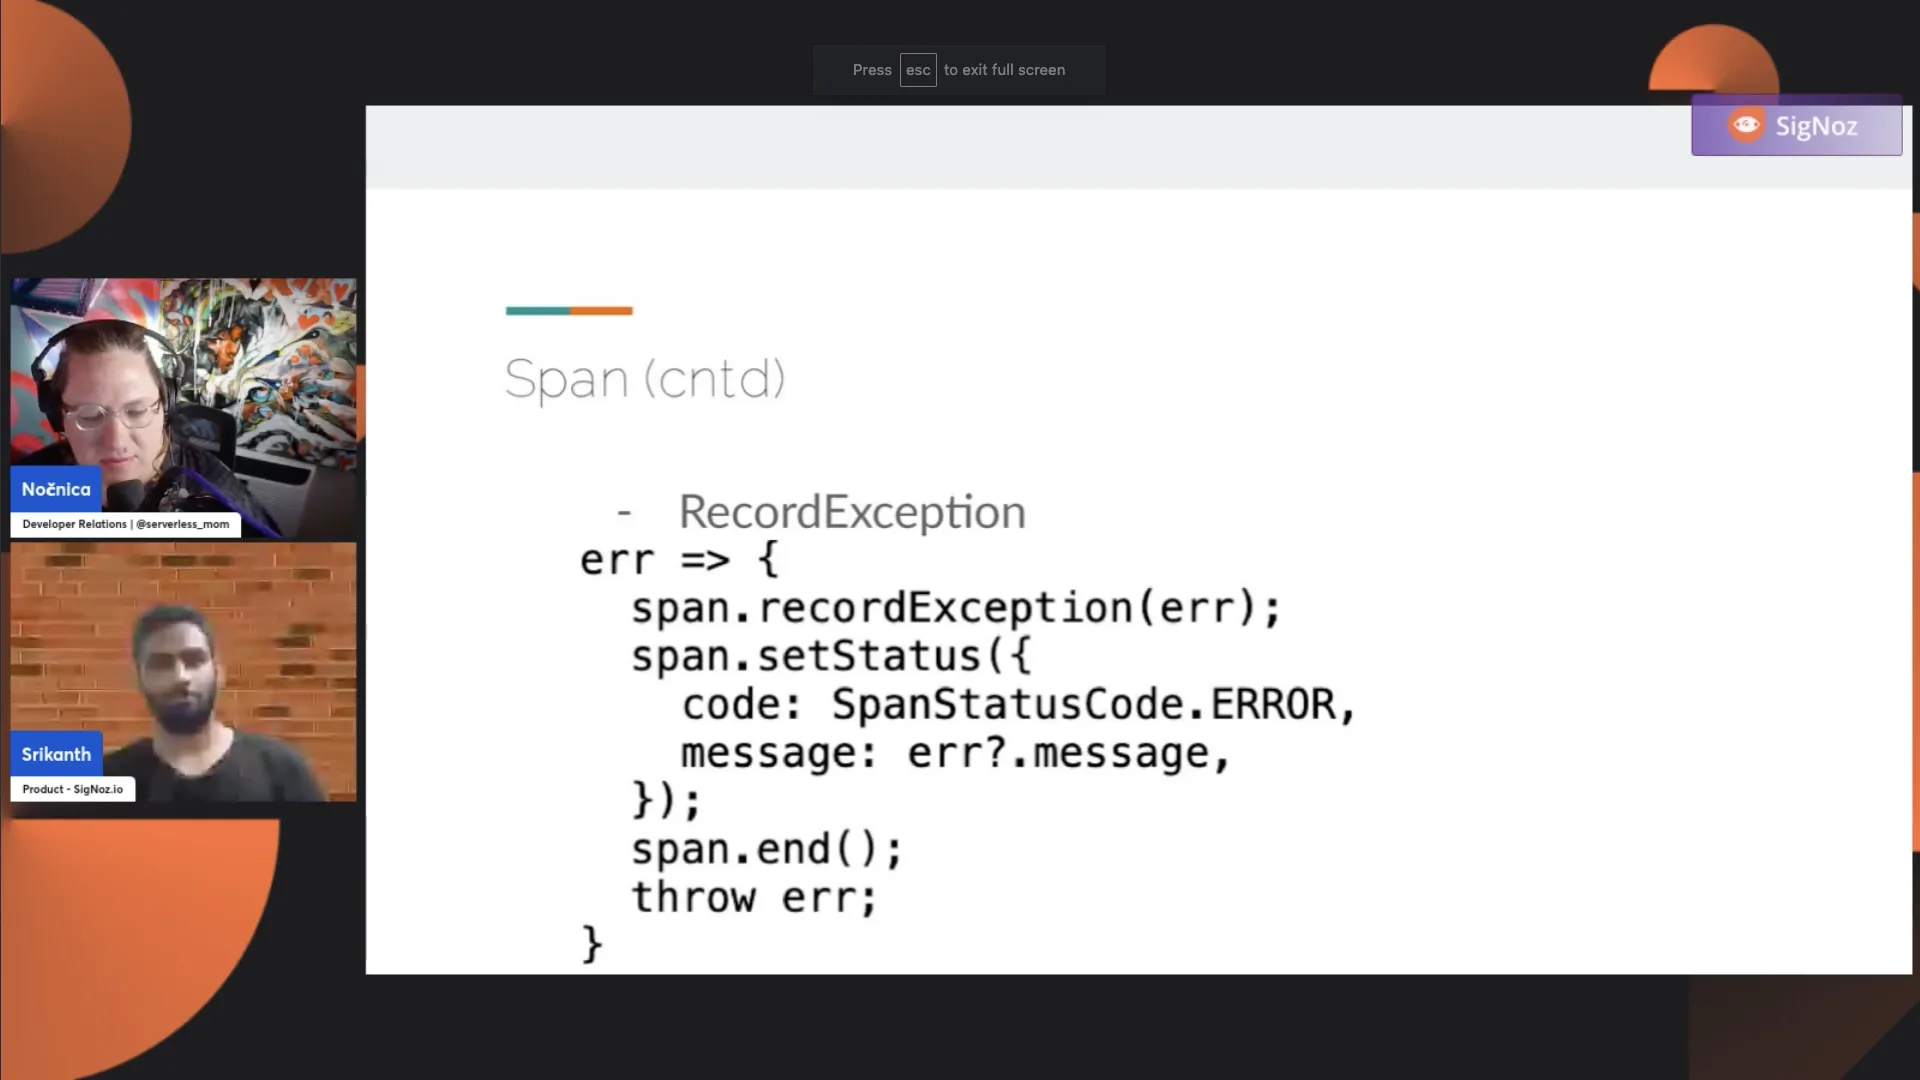 Press esc to exit full screen
SigNoz
Span (cntd)
- RecordException
err => {
span.recordException(err);
span.setStatus({
code: SpanStatusCode.ERROR,
message: err?.message,
});
span.end();
throw err;
}
Nočnica
Developer Relations | @serverless_mom
Srikanth
Product - SigNoz.io